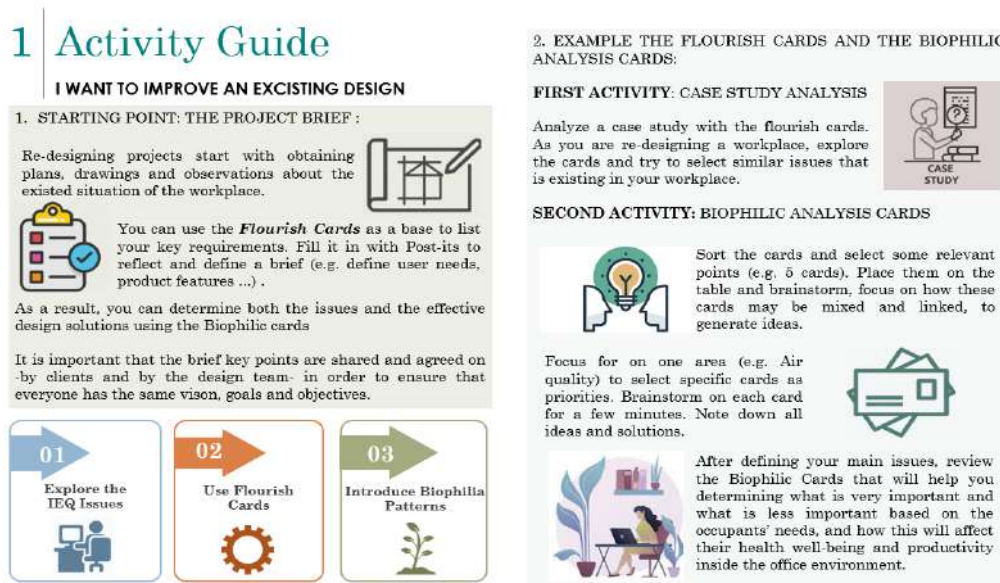 1 Activity Guide
I WANT TO IMPROVE AN EXCISTING DESIGN
1. STARTING POINT: THE PROJECT BRIEF :
Re-designing projects start with obtaining
plans, drawings and observations about the
existed situation of the workplace.
You can use the Flourish Cards as a base to list
your key requirements. Fill it in with Post-its to
reflect and define a brief (e.g. define user needs,
product features ...) .
As a result, you can determine both the issues and the effective
design solutions using the Biophilic cards
It is important that the brief key points are shared and agreed on
-by clients and by the design team- in order to ensure that
everyone has the same vison, goals and objectives.
01
Explore the
IEQ Issues
02
Use Flourish
Cards
03
Introduce Biophilia
Patterns
2. EXAMPLE THE FLOURISH CARDS AND THE BIOPHILIC
ANALYSIS CARDS:
FIRST ACTIVITY: CASE STUDY ANALYSIS
Analyze a case study with the flourish cards.
As you are re-designing a workplace, explore
the cards and try to select similar issues that
is existing in your workplace.
CASE
STUDY
SECOND ACTIVITY: BIOPHILIC ANALYSIS CARDS
Sort the cards and select some relevant
points (e.g. 5 cards). Place them on the
table and brainstorm, focus on how these
cards may be mixed and linked, to
generate ideas.
Focus for on one area (e.g. Air
quality) to select specific cards as
priorities. Brainstorm on each card
for a few minutes. Note down all
ideas and solutions.
After defining your main issues, review
the Biophilic Cards that will help you
determining what is very important and
what is less important based on the
occupants' needs, and how this will affect
their health well-being and productivity
inside the office environment.